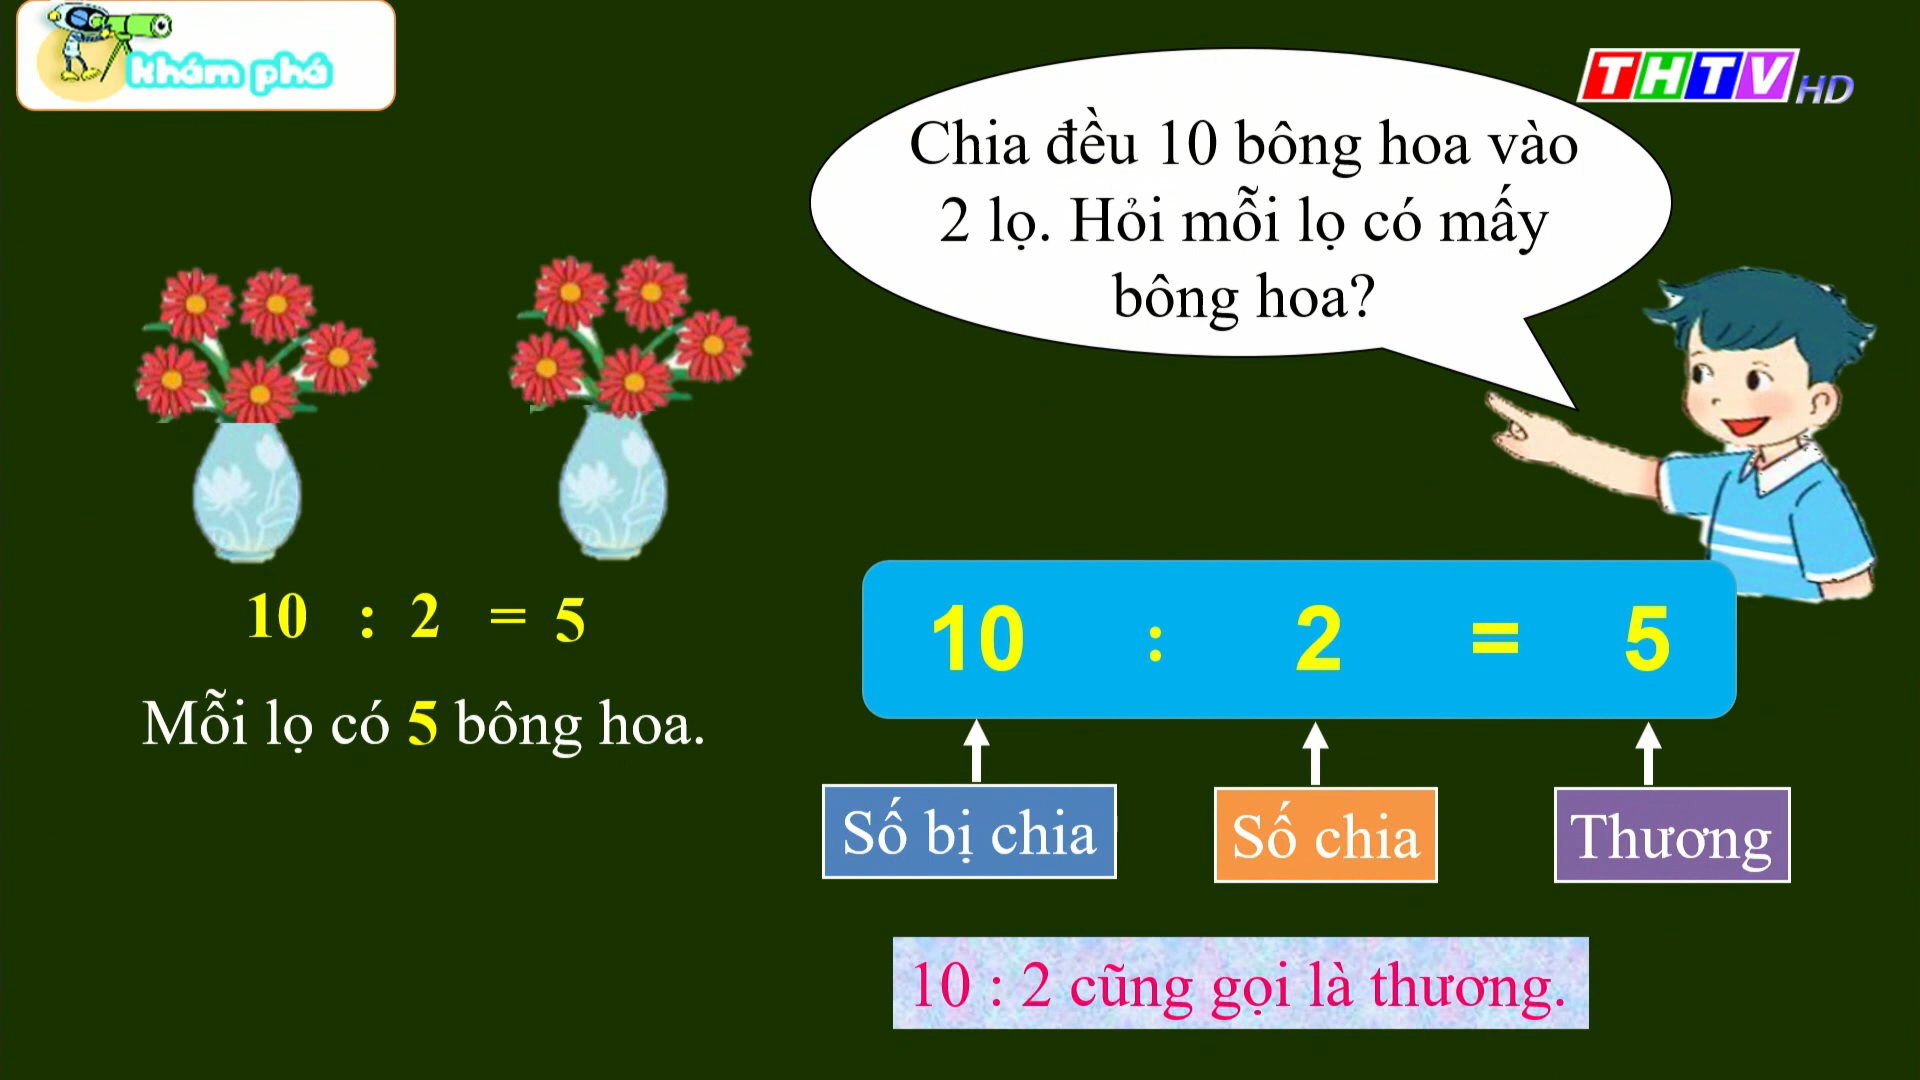 khám phá
THTV HD
Chia đều 10 bông hoa vào
2 lọ. Hỏi mỗi lọ có mấy
bông hoa?
10 : 2 = 5
Mỗi lọ có 5 bông hoa.
10 : 2 = 5
Số bị chia
Số chia
Thương
10 : 2 cũng gọi là thương.